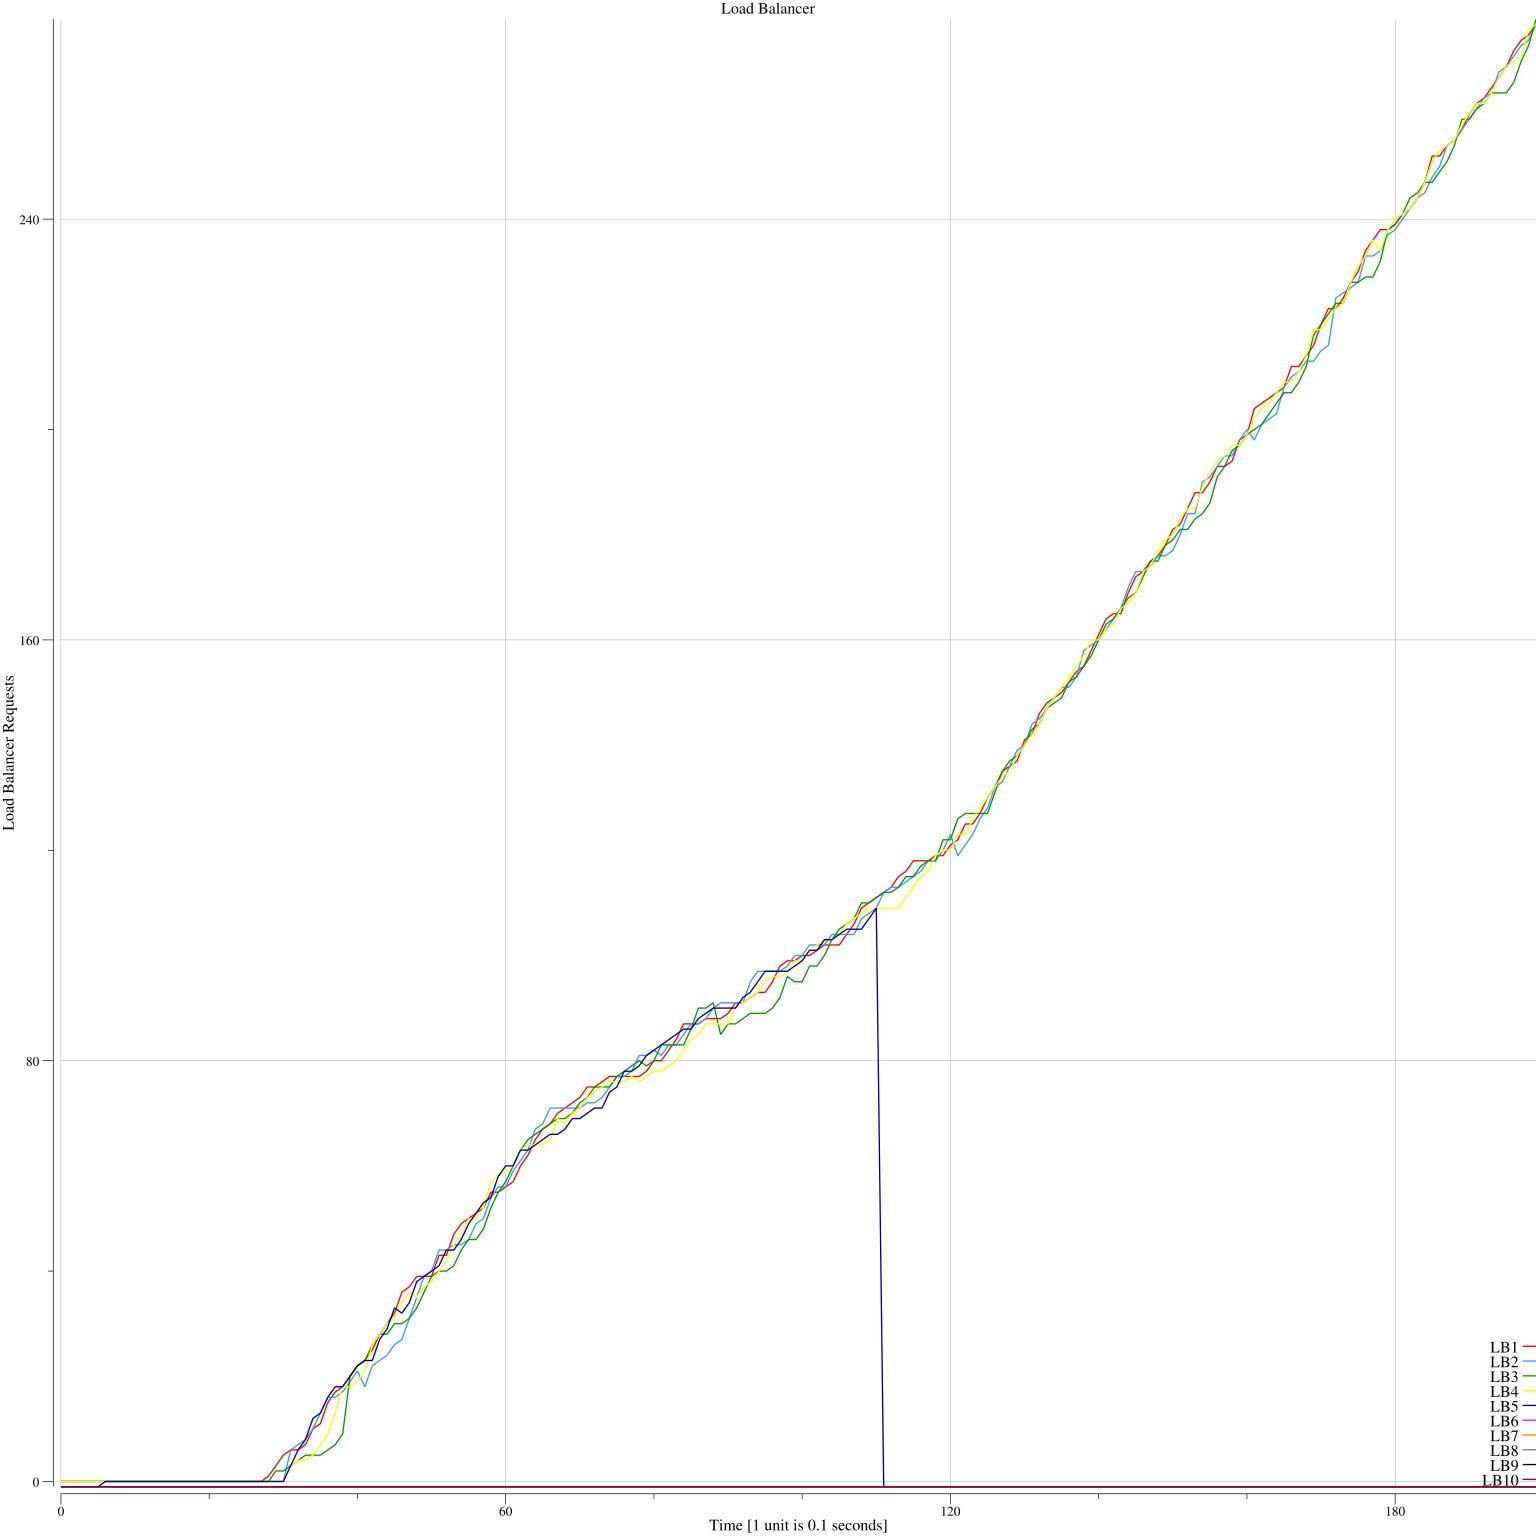 Load Balancer
240
160
80
0
Load Balancer Requests
LB1
LB2
LB3
LB4
LB5
LB6
LB7
LB8
LB9
LB10
0 60 120 180
Time [1 unit is 0.1 seconds]